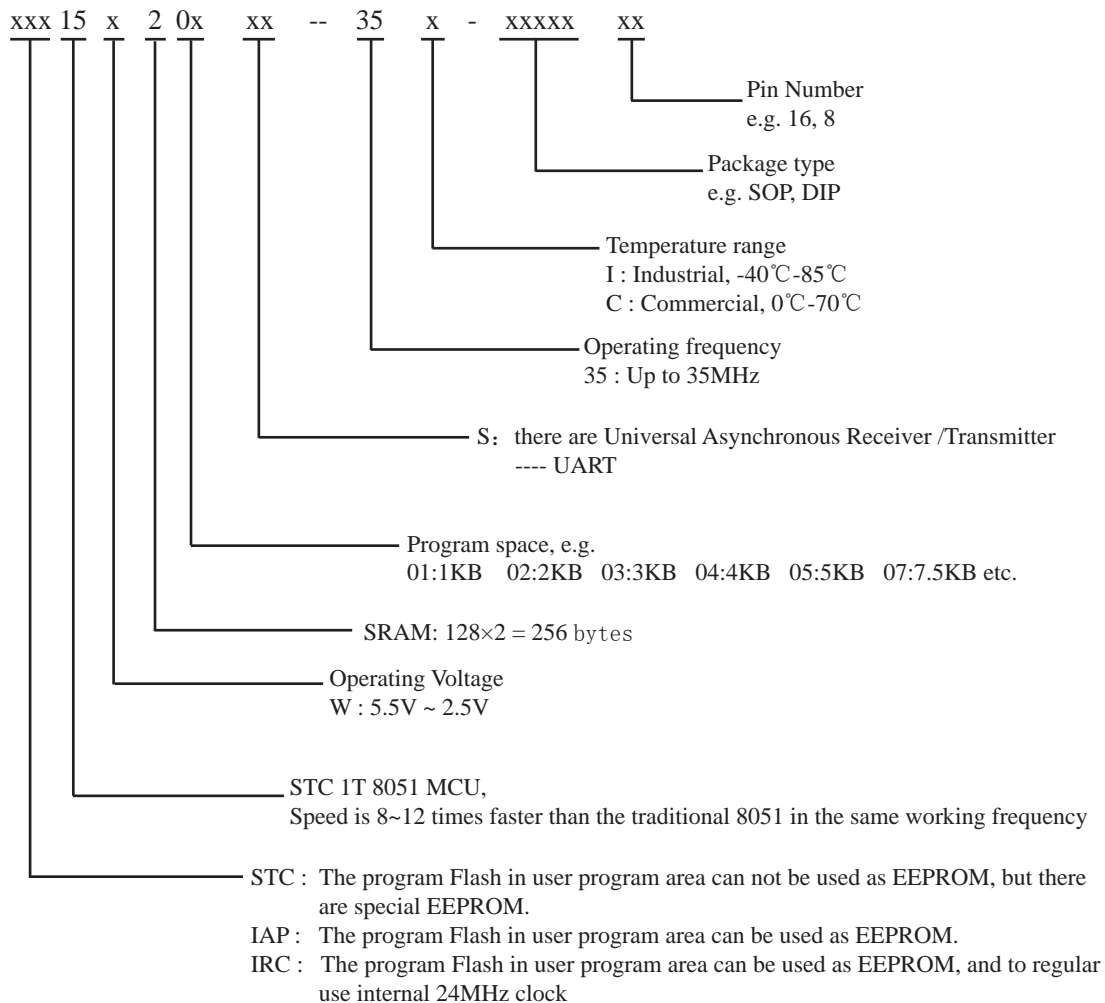 xxx 15 x 2 0x xx -- 35 x - xxxxx xx
Pin Number
e.g. 16, 8
Package type
e.g. SOP, DIP
Temperature range
I : Industrial, -40℃-85℃
C : Commercial, 0℃-70℃
Operating frequency
35 : Up to 35MHz
S：there are Universal Asynchronous Receiver /Transmitter
---- UART
Program space, e.g.
01:1KB 02:2KB 03:3KB 04:4KB 05:5KB 07:7.5KB etc.
SRAM: 128×2 = 256 bytes
Operating Voltage
W : 5.5V ~ 2.5V
STC 1T 8051 MCU,
Speed is 8~12 times faster than the traditional 8051 in the same working frequency
STC : The program Flash in user program area can not be used as EEPROM, but there
are special EEPROM.
IAP : The program Flash in user program area can be used as EEPROM.
IRC : The program Flash in user program area can be used as EEPROM, and to regular
use internal 24MHz clock